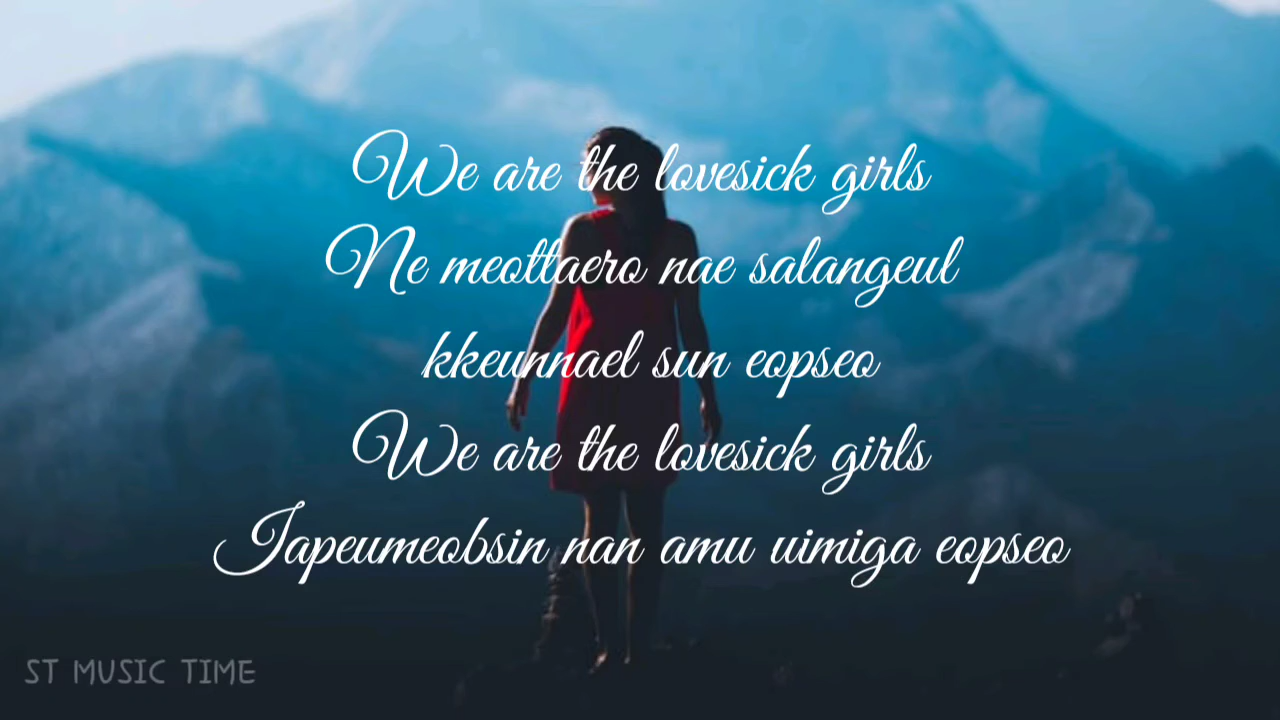 We are the lovesick girls
Ne meottaero nae salangeul
kkeunnael sun eopseo
We are the lovesick girls
Iapeumeobsin nan amu uimiga eopseo
ST MUSIC TIME